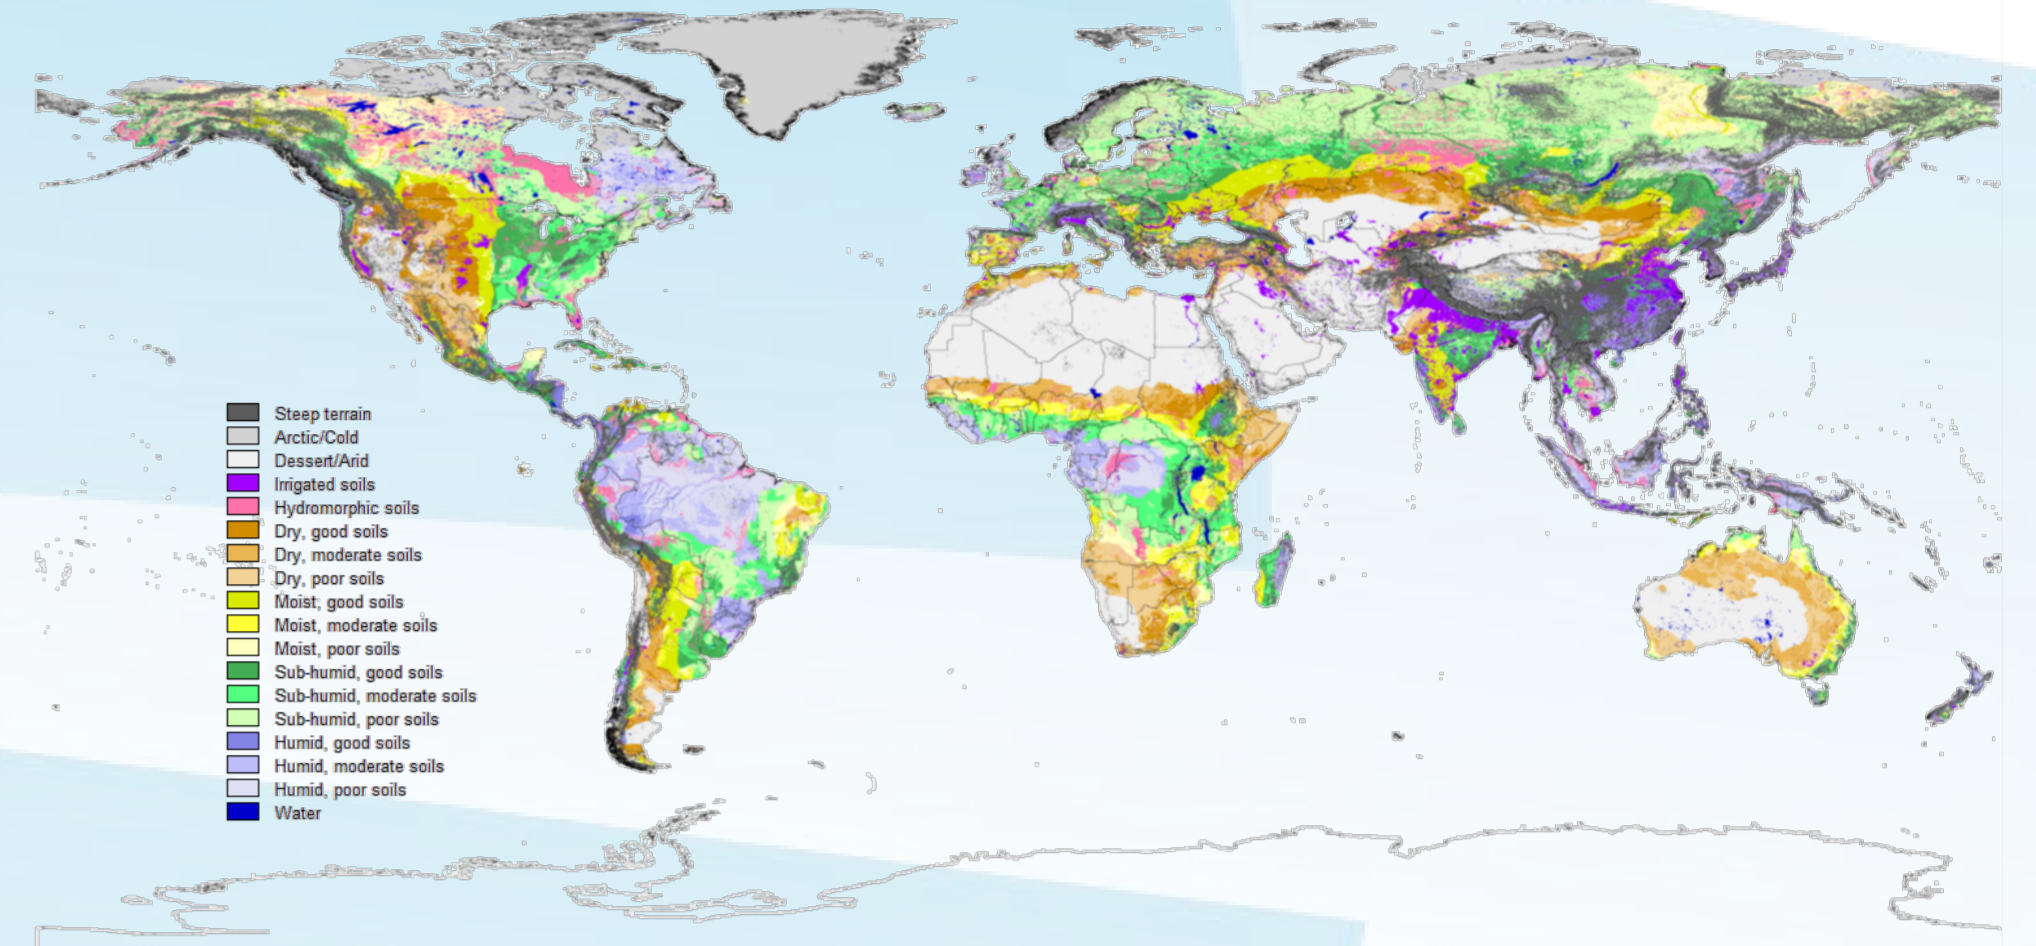 Steep terrain
Arctic/Cold
Dessert/Arid
Irrigated soils
Hydromorphic soils
Dry, good soils
Dry, moderate soils
Dry, poor soils
Moist, good soils
Moist, moderate soils
Moist, poor soils
Sub-humid, good soils
Sub-humid, moderate soils
Sub-humid, poor soils
Humid, good soils
Humid, moderate soils
Humid, poor soils
Water